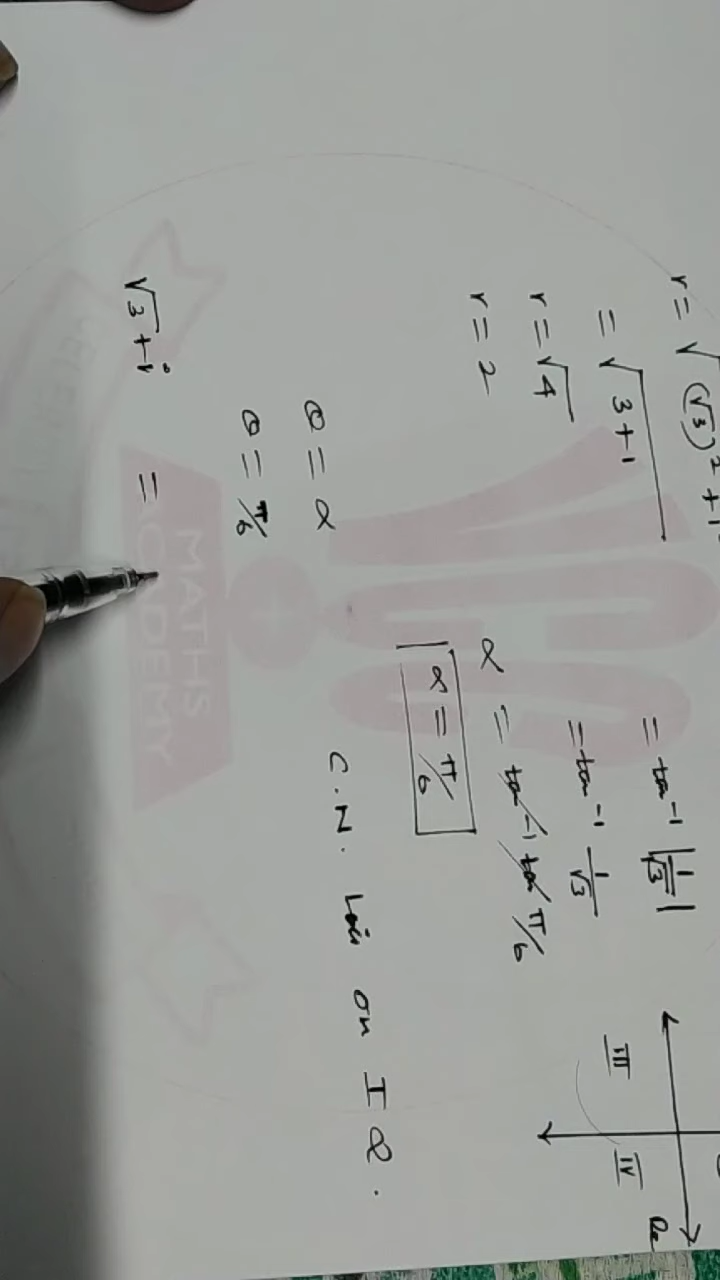 r = √(√3)² + 1
= √3+1
r = √4
r = 2
= tan⁻¹ |1/√3|
= tan⁻¹ 1/√3
α = tan⁻¹ tan π/6
α = π/6
III
IV
Re
C.N. lies on I Q.
θ = α
θ = π/6
√3 + i =
MATHS
ACADEMY